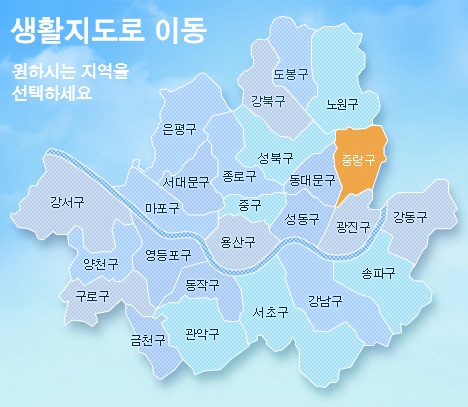 생활지도로 이동
원하시는 지역을
선택하세요
도봉구
강북구
노원구
은평구
성북구
중랑구
서대문구
종로구
동대문구
강서구
마포구
중구
성동구
광진구
강동구
용산구
양천구
영등포구
송파구
구로구
동작구
강남구
서초구
금천구
관악구